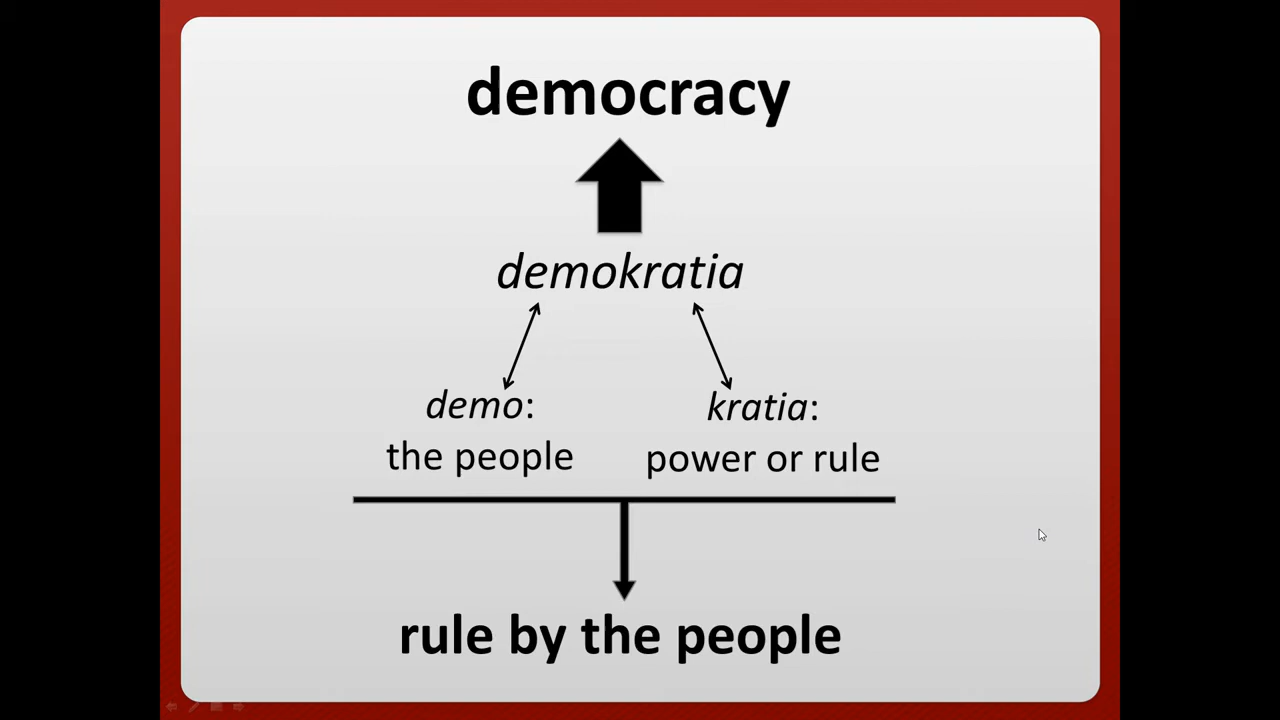 democracy
demokratia
demo:
the people
kratia:
power or rule
rule by the people